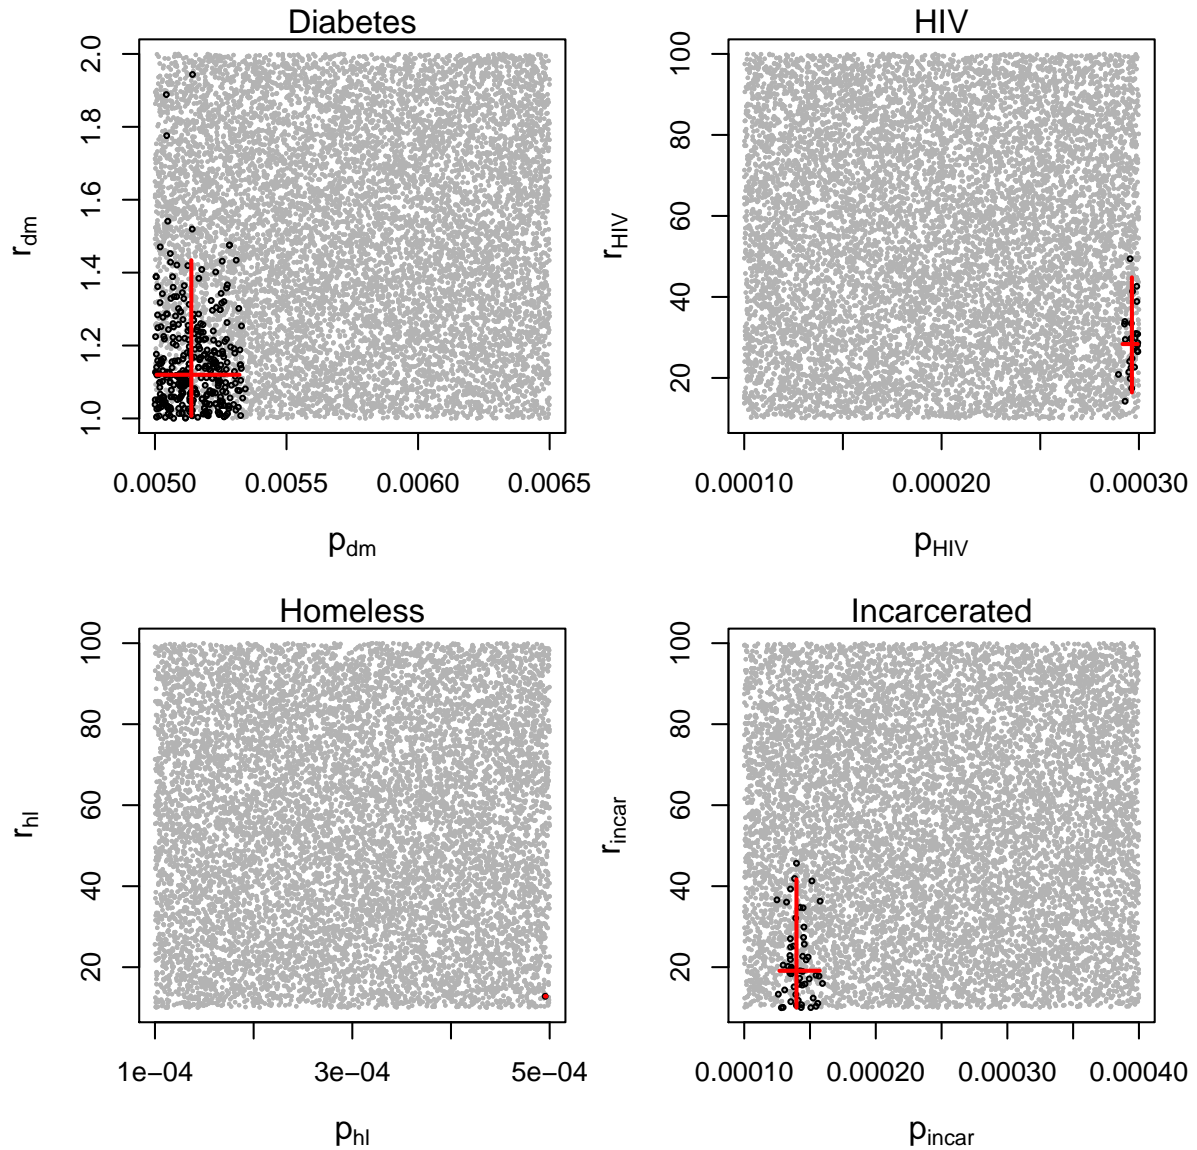 Diabetes
2.0
1.8
1.6
1.4
1.2
1.0
r_dm
0.0050 0.0055 0.0060 0.0065
p_dm
HIV
100
80
60
40
20
r_HIV
0.00010 0.00020 0.00030
p_HIV
Homeless
100
80
60
40
20
r_hl
1e−04 3e−04 5e−04
p_hl
Incarcerated
100
80
60
40
20
r_incar
0.00010 0.00020 0.00030 0.00040
p_incar